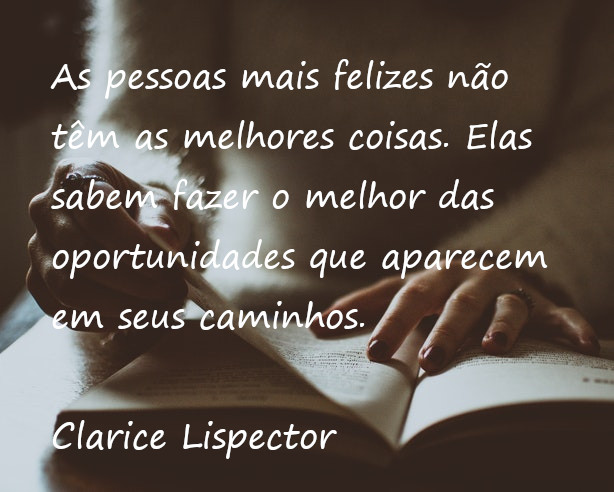 As pessoas mais felizes não
têm as melhores coisas. Elas
sabem fazer o melhor das
oportunidades que aparecem
em seus caminhos.
Clarice Lispector